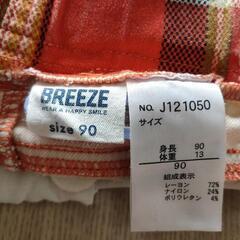 BREEZE
WEAR A HAPPY SMILE
size 90
NO. J121050
サイズ
身長 90
体重 13
90
組成表示
レーヨン 72%
ナイロン 24%
ポリウレタン 4%